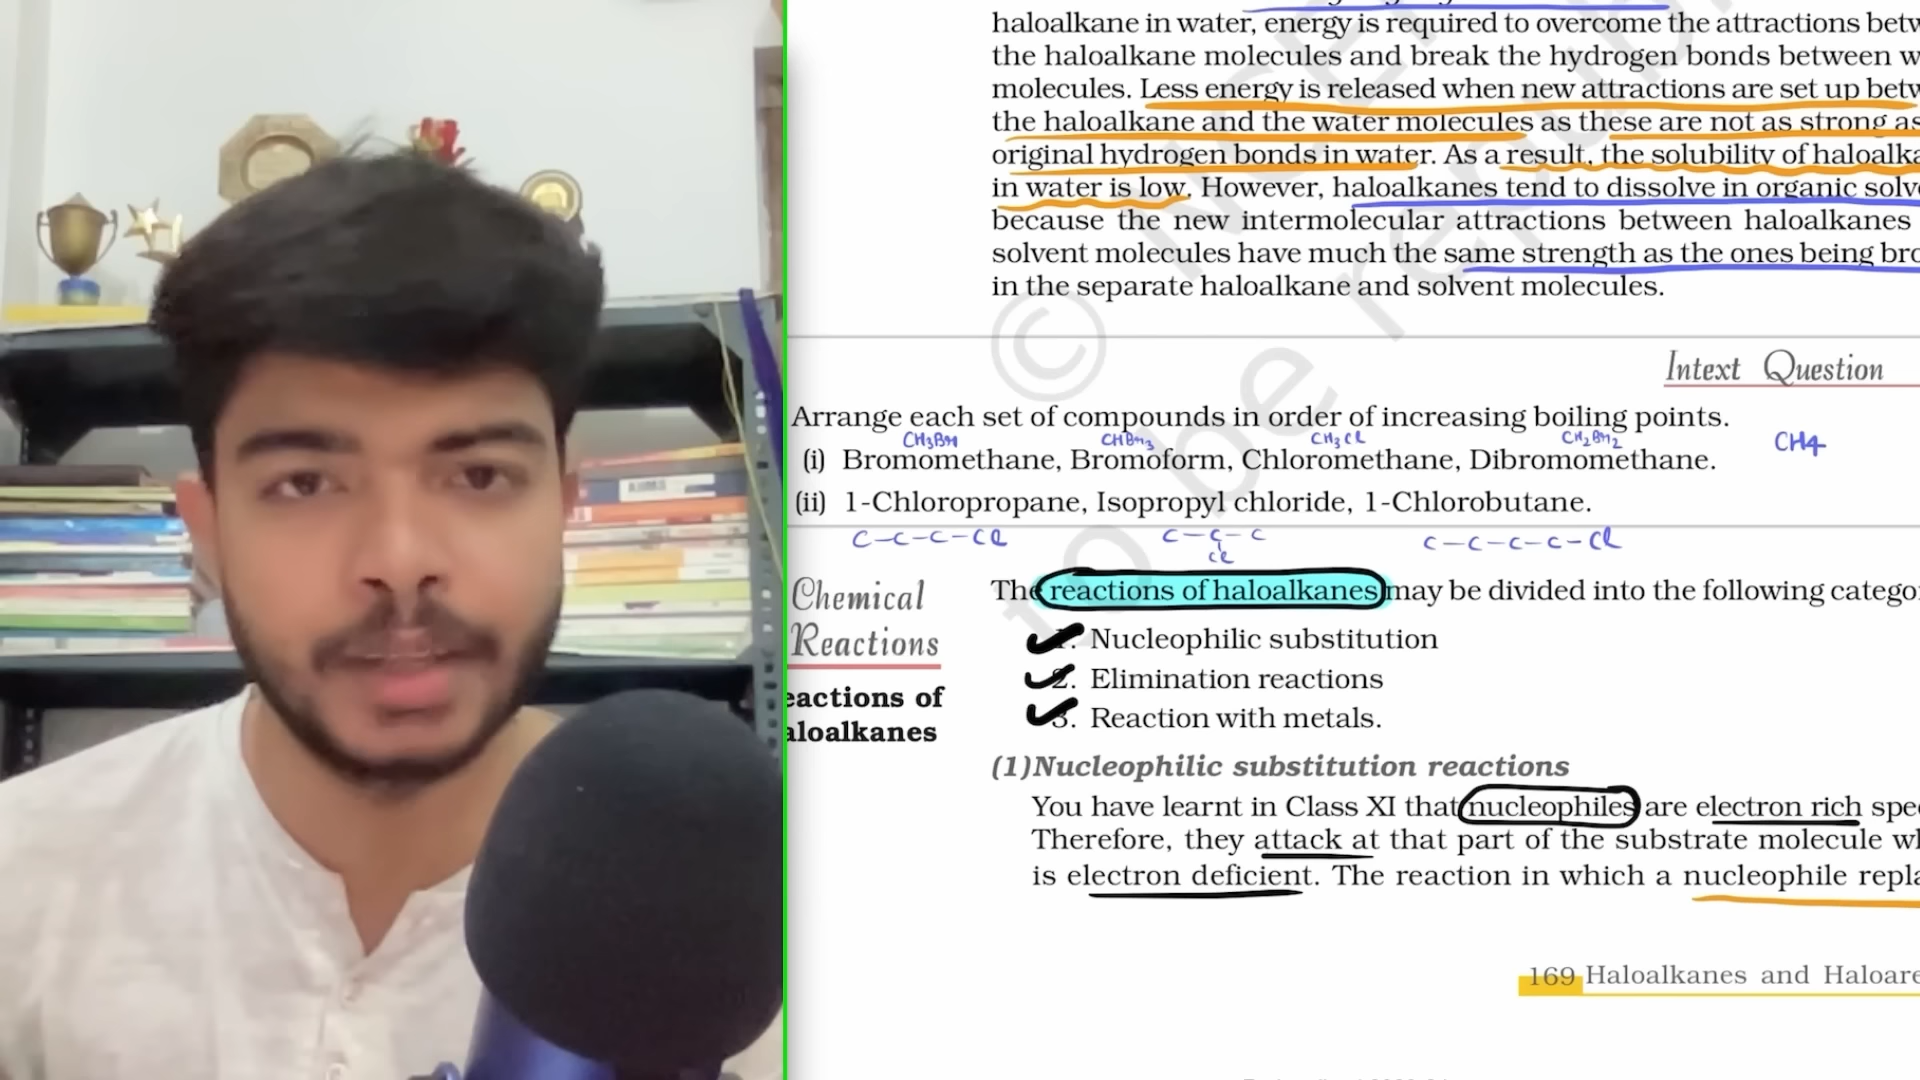 haloalkane in water, energy is required to overcome the attractions betw
the haloalkane molecules and break the hydrogen bonds between w
molecules. Less energy is released when new attractions are set up betw
the haloalkane and the water molecules as these are not as strong as
original hydrogen bonds in water. As a result, the solubility of haloalka
in water is low. However, haloalkanes tend to dissolve in organic solv
because the new intermolecular attractions between haloalkanes
solvent molecules have much the same strength as the ones being bro
in the separate haloalkane and solvent molecules.
Intext Question
Arrange each set of compounds in order of increasing boiling points.
CH3Br CHBr3 CH3Cl CH2Br2 CH4
(i) Bromomethane, Bromoform, Chloromethane, Dibromomethane.
(ii) 1-Chloropropane, Isopropyl chloride, 1-Chlorobutane.
C-C-C-Cl C-C-C C-C-C-C-Cl
Cl
Chemical
Reactions
eactions of
aloalkanes
The reactions of haloalkanes may be divided into the following catego
1. Nucleophilic substitution
2. Elimination reactions
3. Reaction with metals.
(1)Nucleophilic substitution reactions
You have learnt in Class XI that nucleophiles are electron rich spec
Therefore, they attack at that part of the substrate molecule wh
is electron deficient. The reaction in which a nucleophile repla
169 Haloalkanes and Haloare